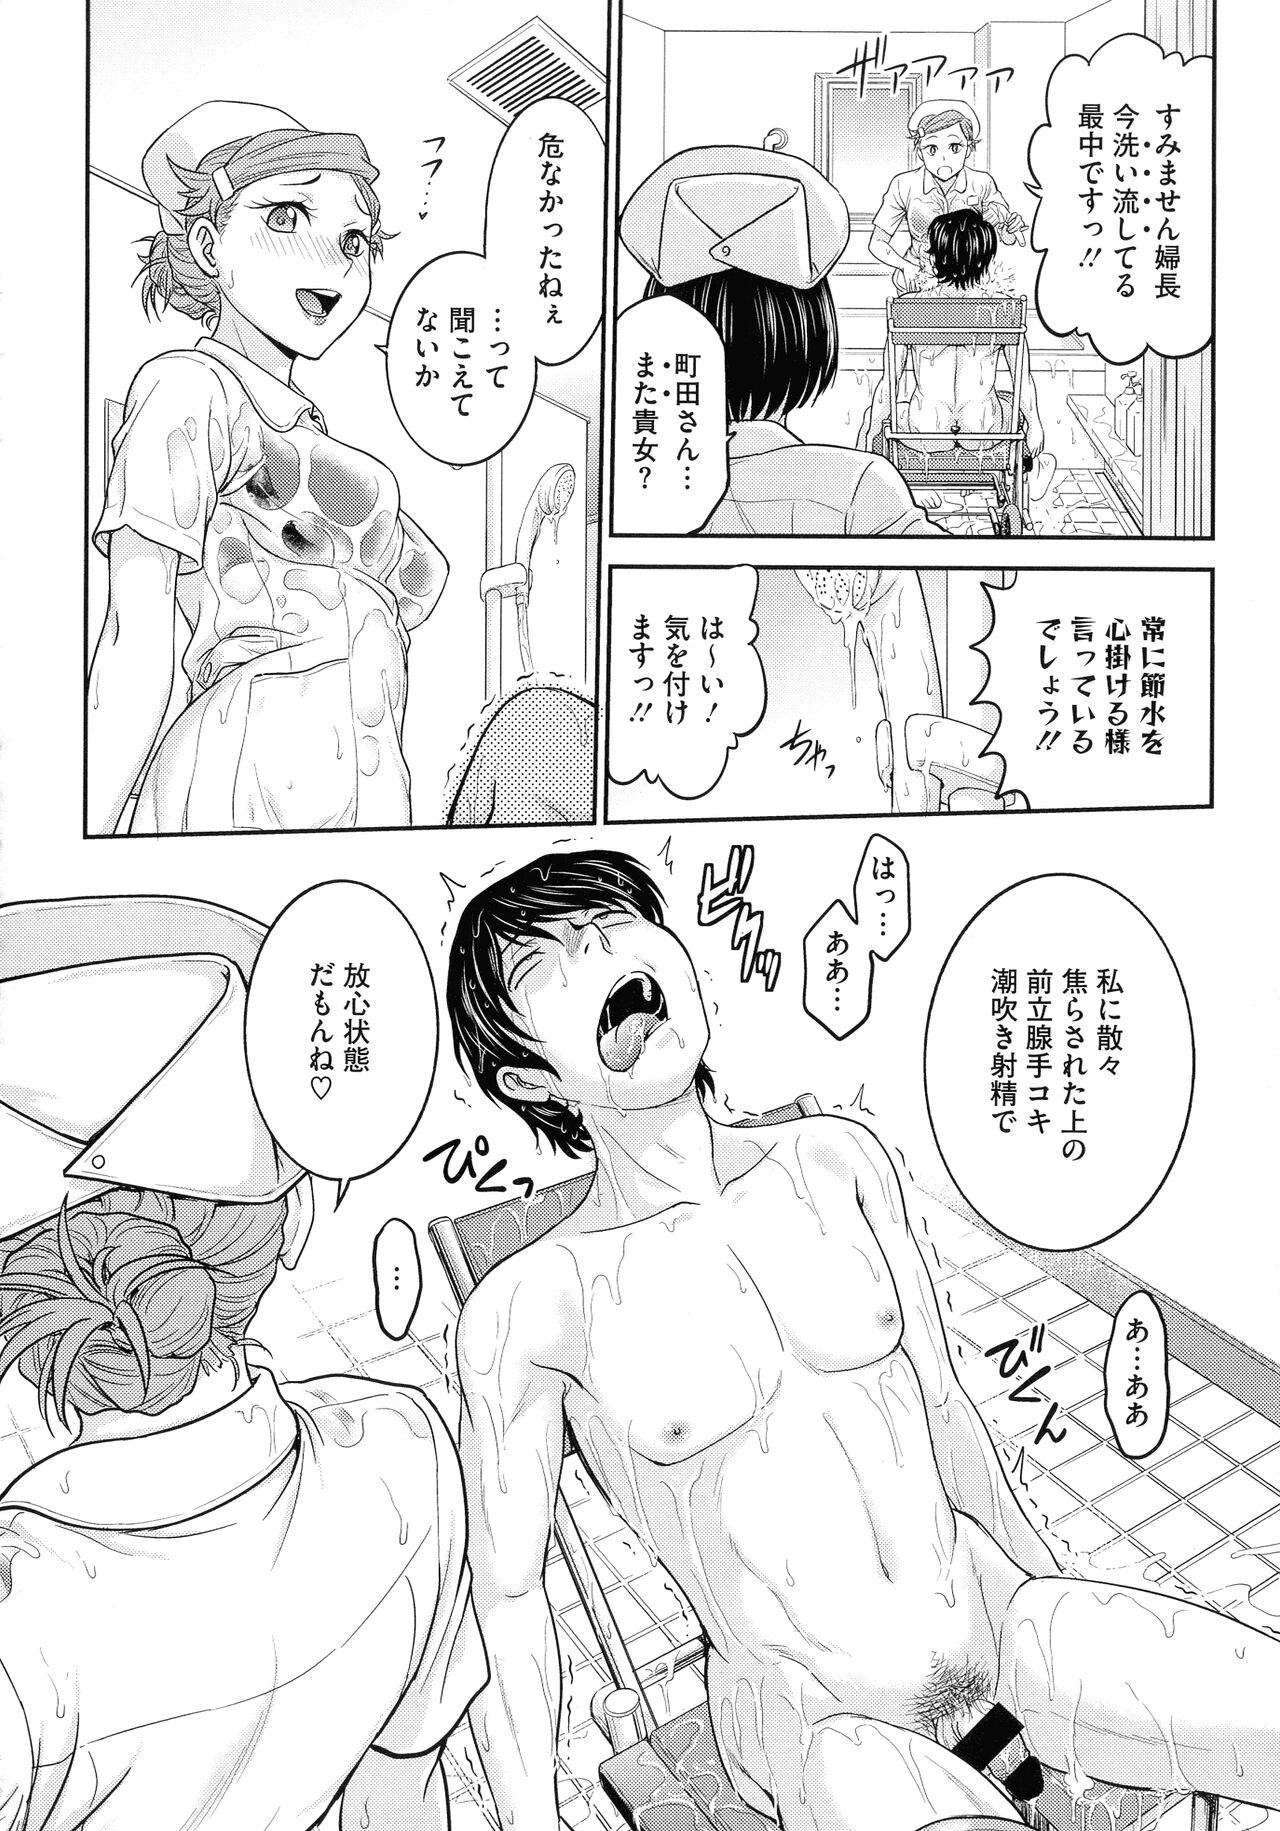 すみません婦長
今洗い流してる
最中ですっ!!
ザアアアア
町田さん…
また貴女?
常に節水を
心掛ける様
言っている
でしょう!!
は〜い!
気を付け
ますっ!!
ちゃっ
危なかったねぇ
フフ…♡
…って
聞こえて
ないか
私に散々
焦らされた上の
前立腺手コキ
潮吹き射精で
はっ…
ああ…
ビクッ
放心状態
だもんね♡
ぴくっ
…
あ…ああ
びくん